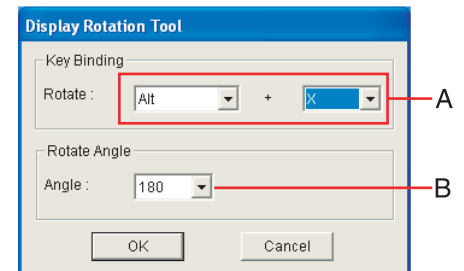 Display Rotation Tool
Key Binding
Rotate : Alt + X A
Rotate Angle
Angle : 180 B
OK Cancel